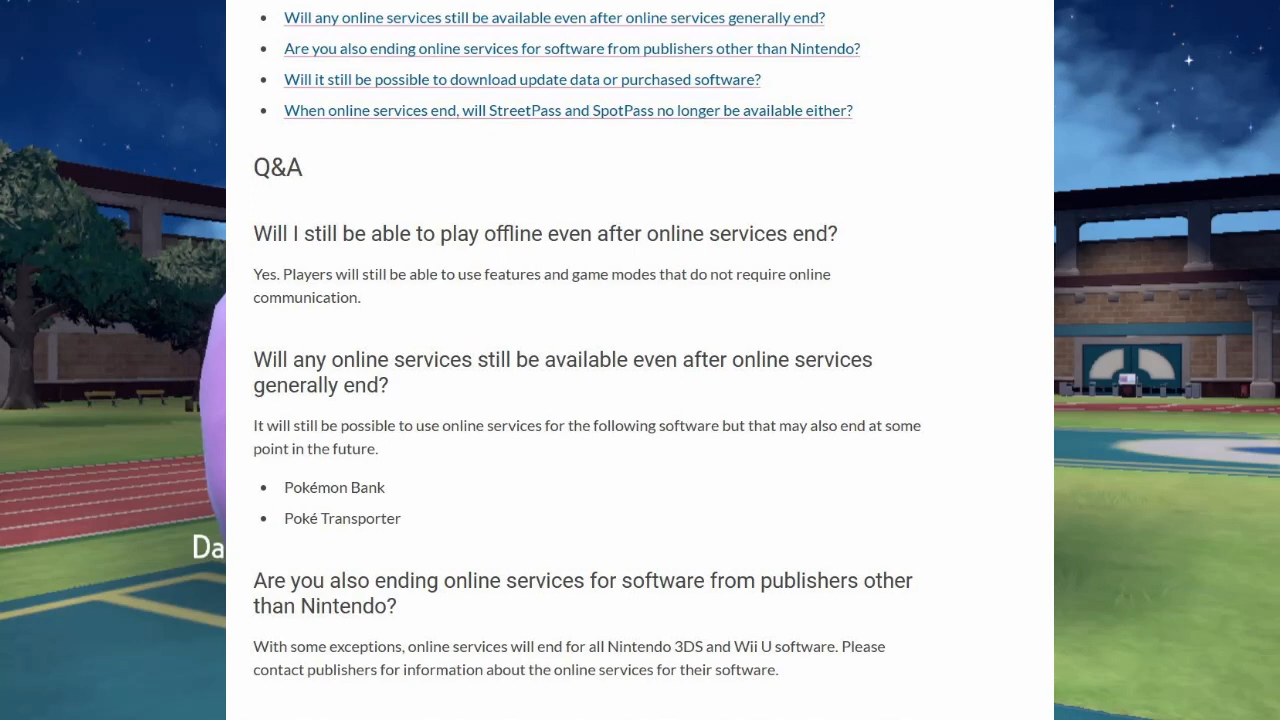 Will any online services still be available even after online services generally end?
Are you also ending online services for software from publishers other than Nintendo?
Will it still be possible to download update data or purchased software?
When online services end, will StreetPass and SpotPass no longer be available either?
Q&A
Will I still be able to play offline even after online services end?
Yes. Players will still be able to use features and game modes that do not require online
communication.
Will any online services still be available even after online services
generally end?
It will still be possible to use online services for the following software but that may also end at some
point in the future.
Pokémon Bank
Poké Transporter
Da
Are you also ending online services for software from publishers other
than Nintendo?
With some exceptions, online services will end for all Nintendo 3DS and Wii U software. Please
contact publishers for information about the online services for their software.